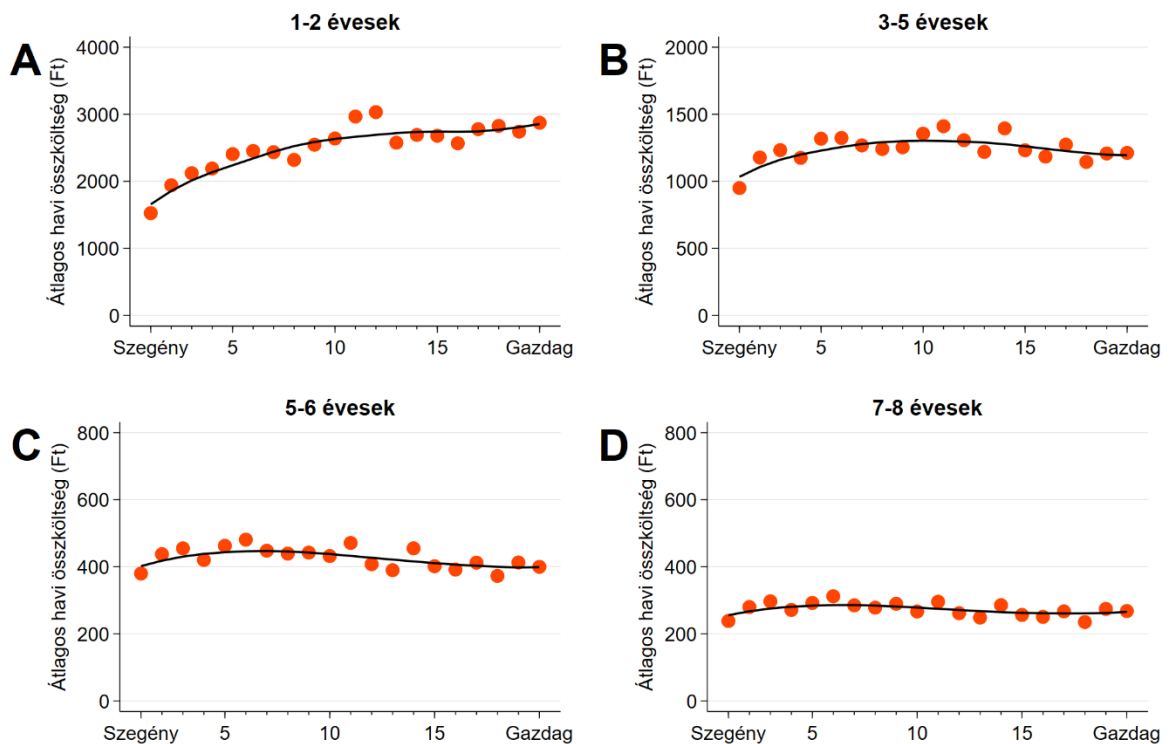 A
1-2 évesek
Átlagos havi összköltség (Ft)
4000
3000
2000
1000
0
Szegény 5 10 15 Gazdag
B
3-5 évesek
Átlagos havi összköltség (Ft)
2000
1500
1000
500
0
Szegény 5 10 15 Gazdag
C
5-6 évesek
Átlagos havi összköltség (Ft)
800
600
400
200
0
Szegény 5 10 15 Gazdag
D
7-8 évesek
Átlagos havi összköltség (Ft)
800
600
400
200
0
Szegény 5 10 15 Gazdag